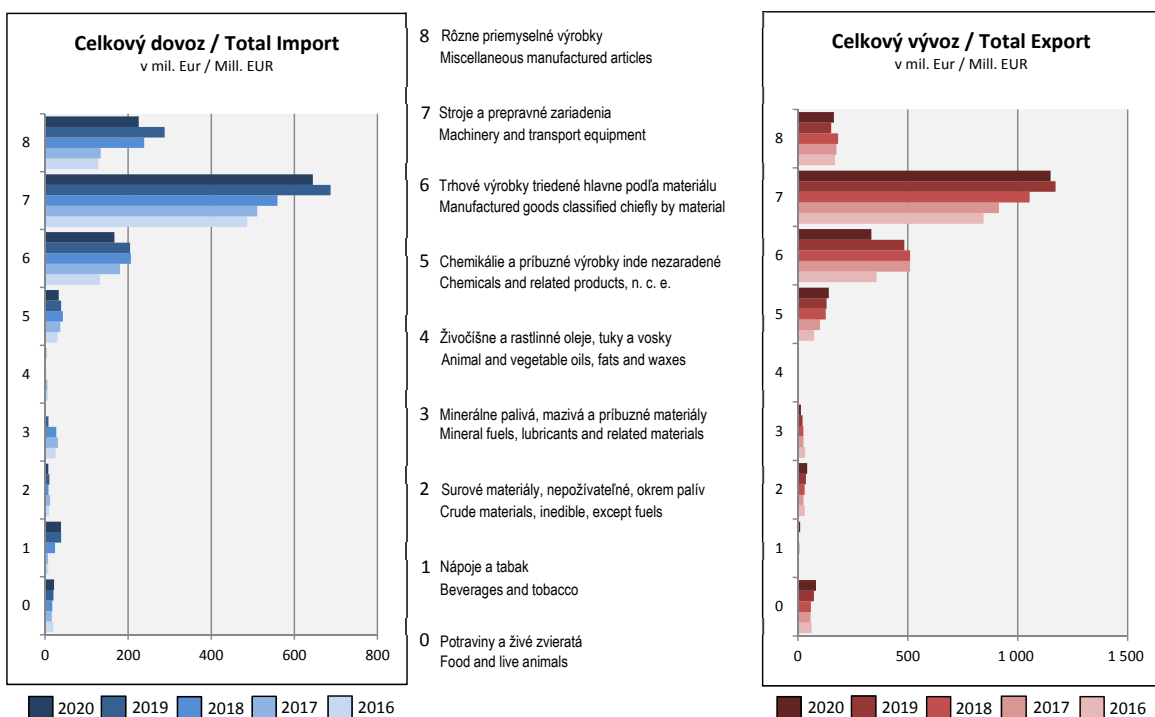 Celkový dovoz / Total Import
v mil. Eur / Mill. EUR
8
7
6
5
4
3
2
1
0
0 200 400 600 800
2020 2019 2018 2017 2016
8 Rôzne priemyselné výrobky
Miscellaneous manufactured articles
7 Stroje a prepravné zariadenia
Machinery and transport equipment
6 Trhové výrobky triedené hlavne podľa materiálu
Manufactured goods classified chiefly by material
5 Chemikálie a príbuzné výrobky inde nezaradené
Chemicals and related products, n. c. e.
4 Živočíšne a rastlinné oleje, tuky a vosky
Animal and vegetable oils, fats and waxes
3 Minerálne palivá, mazivá a príbuzné materiály
Mineral fuels, lubricants and related materials
2 Surové materiály, nepožívateľné, okrem palív
Crude materials, inedible, except fuels
1 Nápoje a tabak
Beverages and tobacco
0 Potraviny a živé zvieratá
Food and live animals
Celkový vývoz / Total Export
v mil. Eur / Mill. EUR
8
7
6
5
4
3
2
1
0
0 500 1 000 1 500
2020 2019 2018 2017 2016